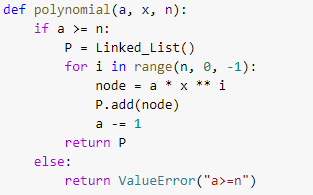 def polynomial(a, x, n):
    if a >= n:
        P = Linked_List()
        for i in range(n, 0, -1):
            node = a * x ** i
            P.add(node)
            a -= 1
        return P
    else:
        return ValueError("a>=n")